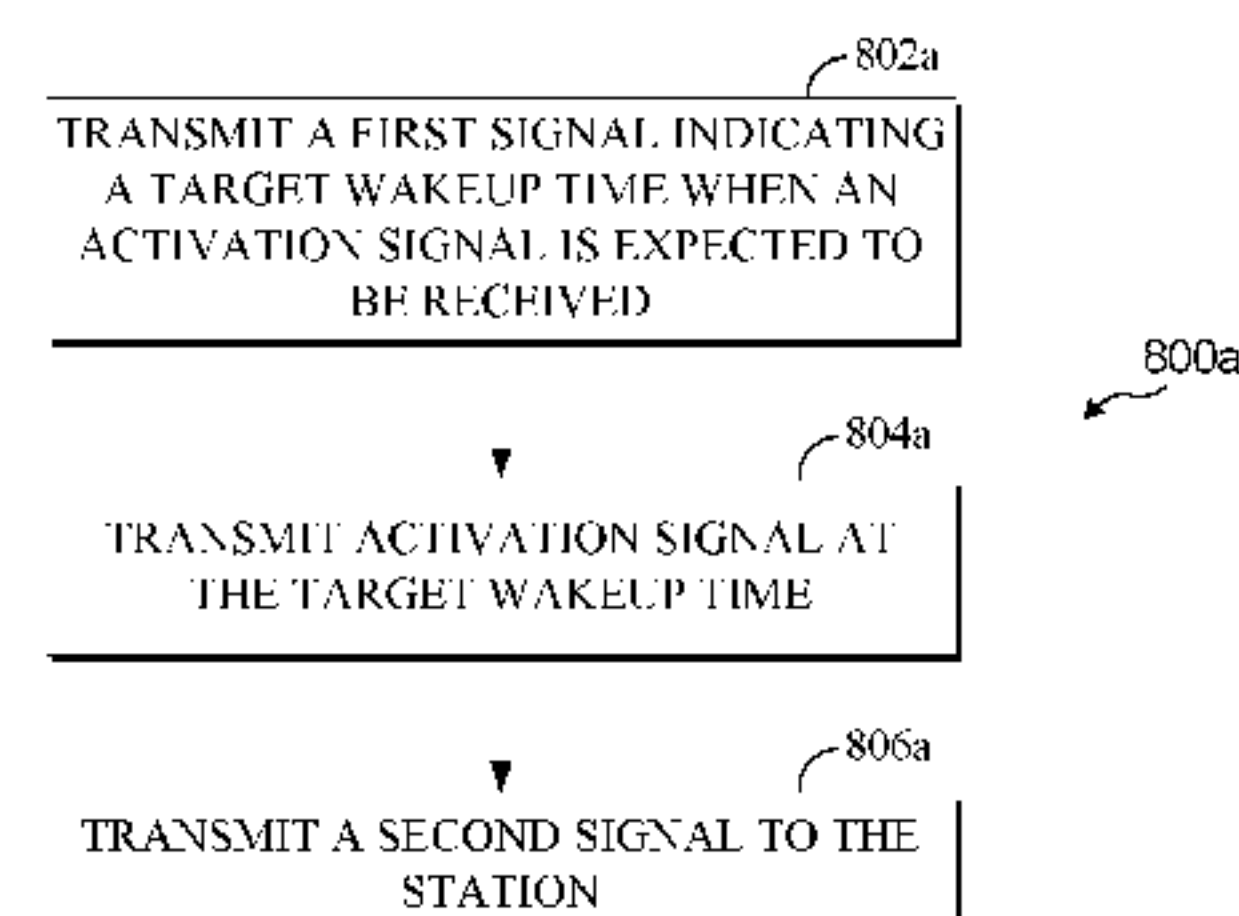 802a
TRANSMIT A FIRST SIGNAL INDICATING
A TARGET WAKEUP TIME WHEN AN
ACTIVATION SIGNAL IS EXPECTED TO
BE RECEIVED
800a
804a
TRANSMIT ACTIVATION SIGNAL AT
THE TARGET WAKEUP TIME
806a
TRANSMIT A SECOND SIGNAL TO THE
STATION